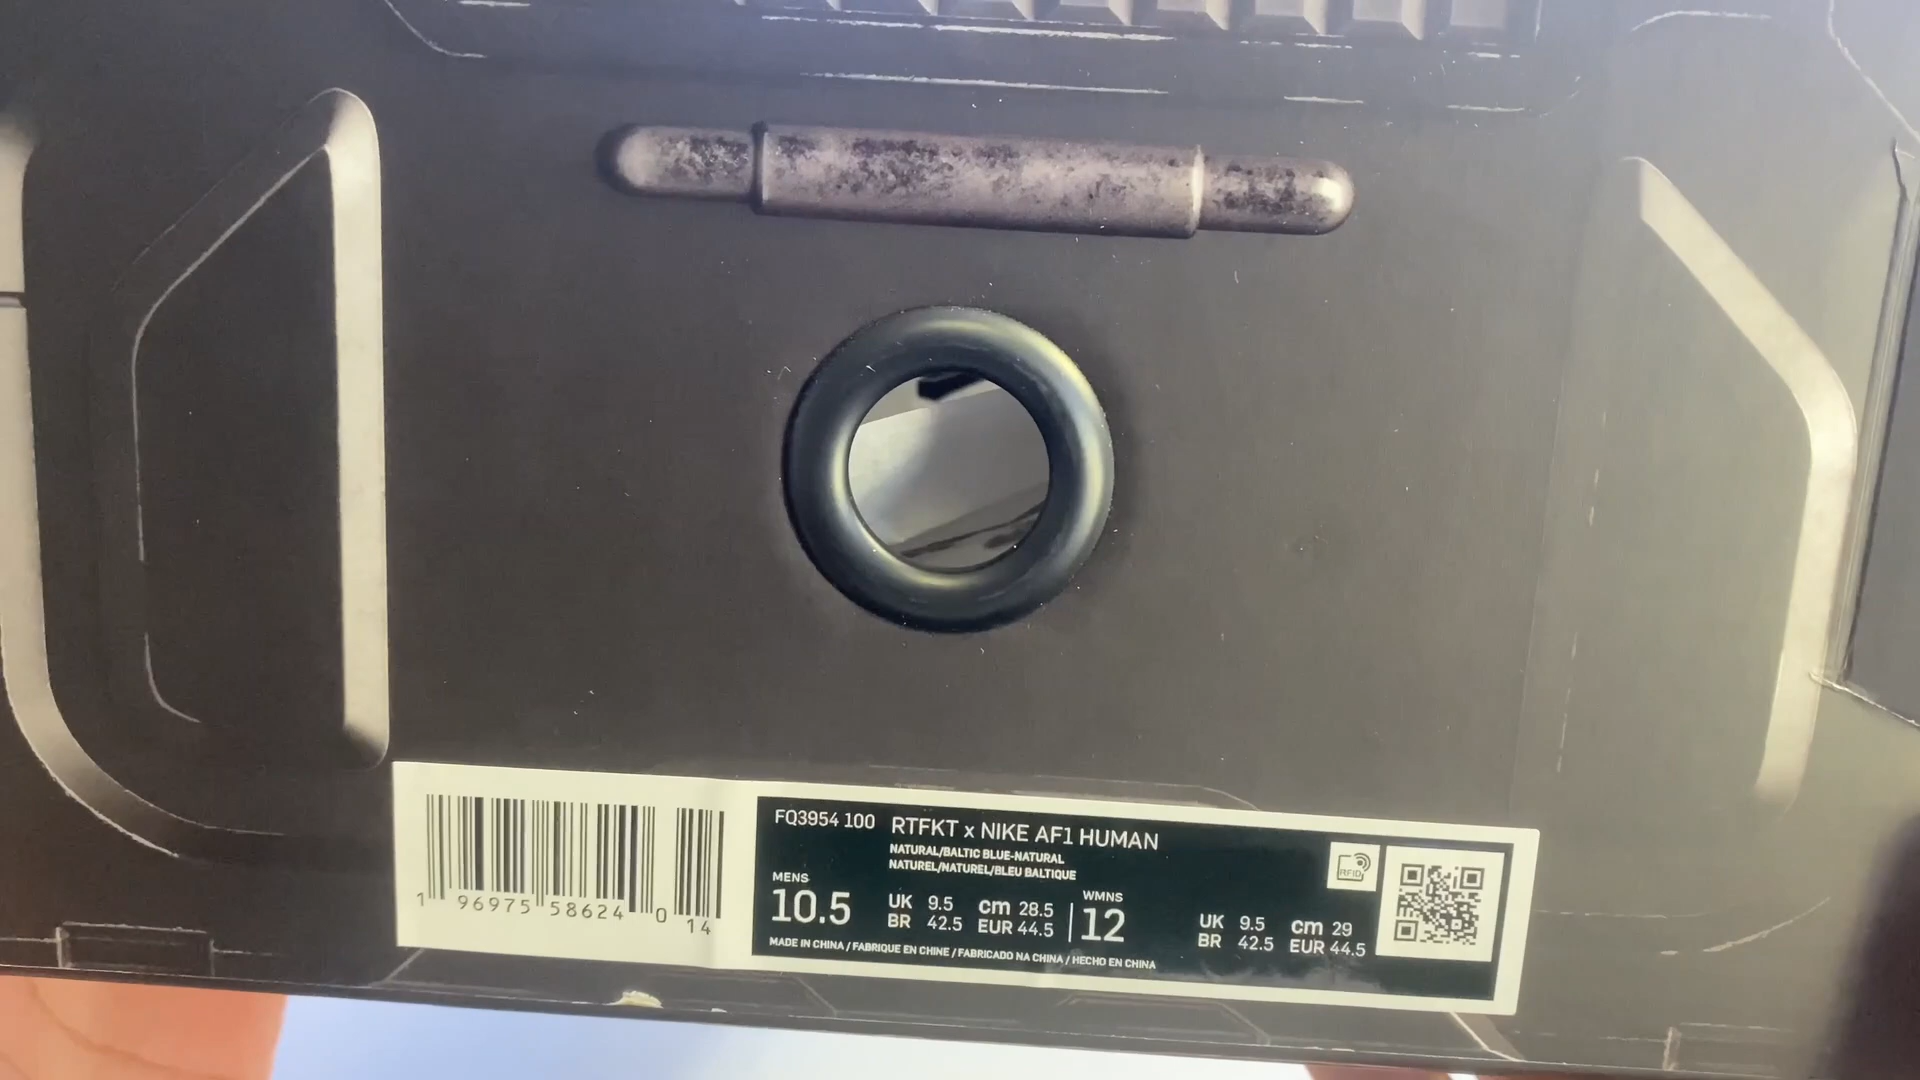 FQ3954 100 RTFKT x NIKE AF1 HUMAN
NATURAL/BALTIC BLUE-NATURAL
NATUREL/NATUREL/BLEU BALTIQUE
MENS
10.5
UK 9.5 cm 28.5
BR 42.5 EUR 44.5
WMNS
12
UK 9.5 cm 29
BR 42.5 EUR 44.5
MADE IN CHINA / FABRIQUE EN CHINE / FABRICADO NA CHINA / HECHO EN CHINA
RFID
1 96975 58624 0 14